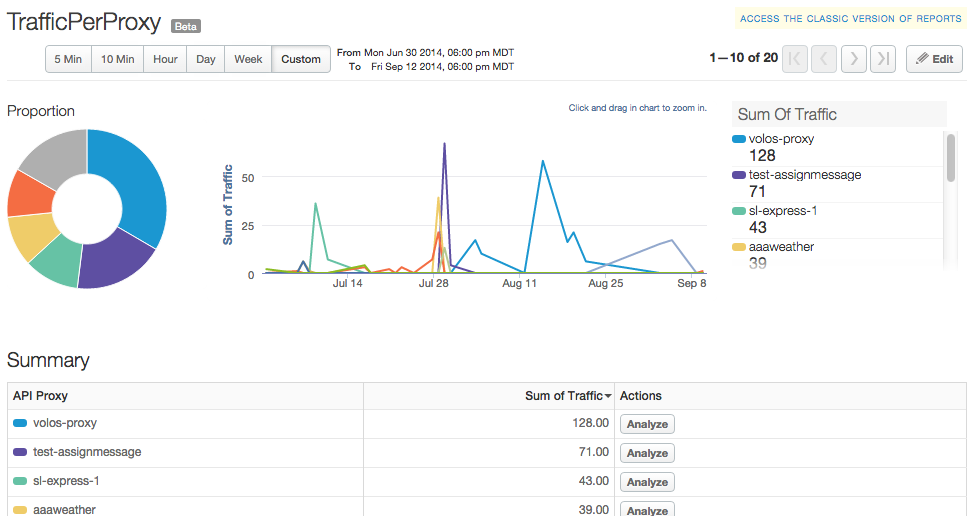 TrafficPerProxy Beta
ACCESS THE CLASSIC VERSION OF REPORTS
5 Min 10 Min Hour Day Week Custom
From Mon Jun 30 2014, 06:00 pm MDT
To Fri Sep 12 2014, 06:00 pm MDT
1—10 of 20
Edit
Proportion
Click and drag in chart to zoom in.
Sum of Traffic
50
25
0
Jul 14 Jul 28 Aug 11 Aug 25 Sep 8
Sum Of Traffic
volos-proxy
128
test-assignmessage
71
sl-express-1
43
aaaweather
39
Summary
API Proxy Sum of Traffic Actions
volos-proxy 128.00 Analyze
test-assignmessage 71.00 Analyze
sl-express-1 43.00 Analyze
aaaweather 39.00 Analyze